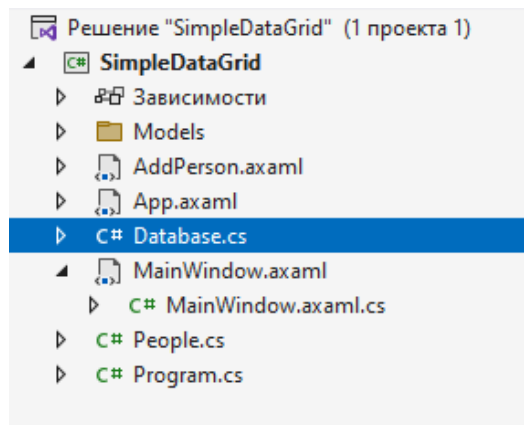 Решение "SimpleDataGrid" (1 проекта 1)
C# SimpleDataGrid
Зависимости
Models
AddPerson.axaml
App.axaml
C# Database.cs
MainWindow.axaml
C# MainWindow.axaml.cs
C# People.cs
C# Program.cs